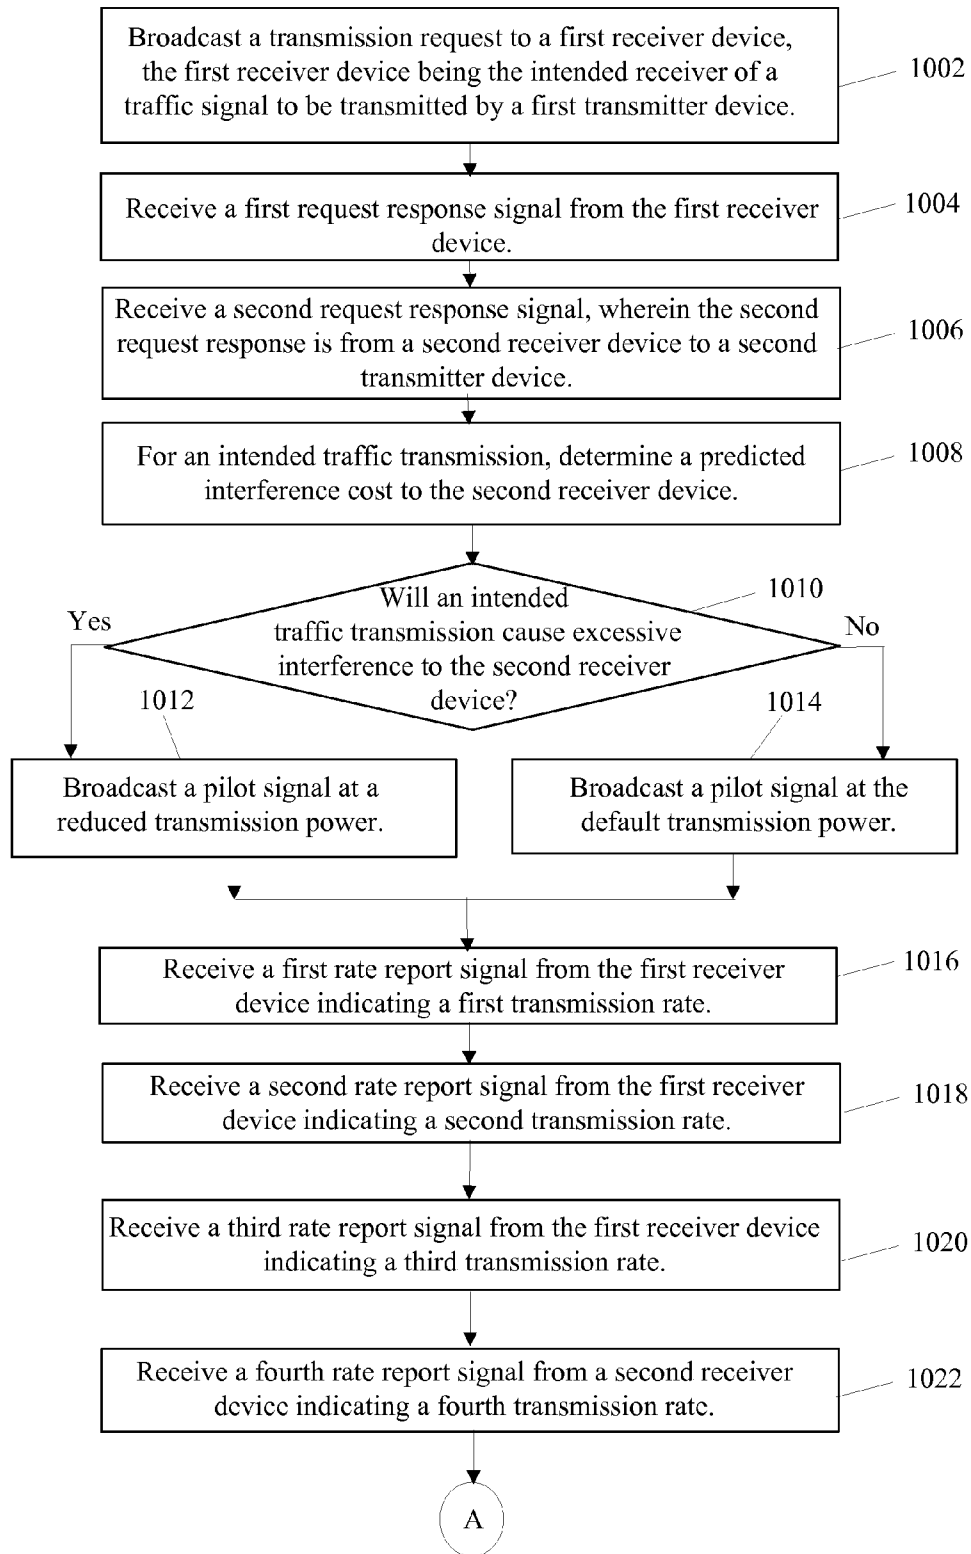 Broadcast a transmission request to a first receiver device,
the first receiver device being the intended receiver of a
traffic signal to be transmitted by a first transmitter device.
1002
Receive a first request response signal from the first receiver
device.
1004
Receive a second request response signal, wherein the second
request response is from a second receiver device to a second
transmitter device.
1006
For an intended traffic transmission, determine a predicted
interference cost to the second receiver device.
1008
Will an intended
traffic transmission cause excessive
interference to the second receiver
device?
1010
Yes
No
1012
1014
Broadcast a pilot signal at a
reduced transmission power.
Broadcast a pilot signal at the
default transmission power.
Receive a first rate report signal from the first receiver
device indicating a first transmission rate.
1016
Receive a second rate report signal from the first receiver
device indicating a second transmission rate.
1018
Receive a third rate report signal from the first receiver device
indicating a third transmission rate.
1020
Receive a fourth rate report signal from a second receiver
device indicating a fourth transmission rate.
1022
A